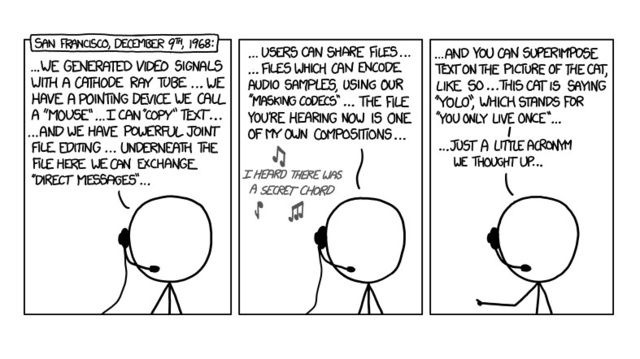 SAN FRANCISCO, DECEMBER 9TH, 1968:
...WE GENERATED VIDEO SIGNALS
WITH A CATHODE RAY TUBE ... WE
HAVE A POINTING DEVICE WE CALL
A "MOUSE"...I CAN "COPY" TEXT...
...AND WE HAVE POWERFUL JOINT
FILE EDITING ... UNDERNEATH THE
FILE HERE WE CAN EXCHANGE
"DIRECT MESSAGES"...
... USERS CAN SHARE FILES ...
... FILES WHICH CAN ENCODE
AUDIO SAMPLES, USING OUR
"MASKING CODECS" ... THE FILE
YOU'RE HEARING NOW IS ONE
OF MY OWN COMPOSITIONS...
I HEARD THERE WAS
A SECRET CHORD
...AND YOU CAN SUPERIMPOSE
TEXT ON THE PICTURE OF THE CAT,
LIKE SO ... THIS CAT IS SAYING
"YOLO", WHICH STANDS FOR
"YOU ONLY LIVE ONCE"...
...JUST A LITTLE ACRONYM
WE THOUGHT UP...